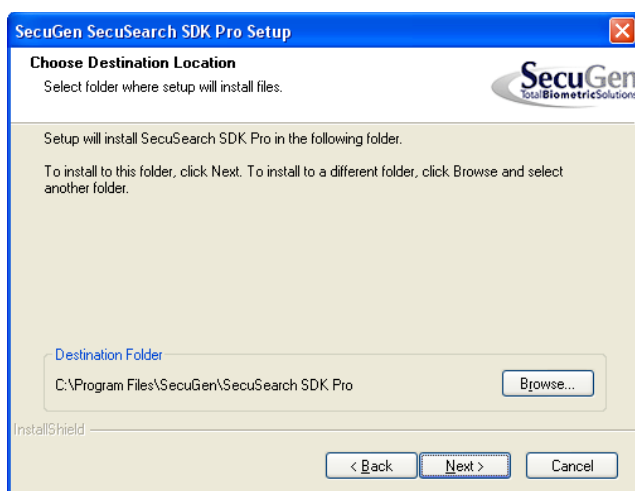 SecuGen SecuSearch SDK Pro Setup
Choose Destination Location
Select folder where setup will install files.
SecuGen
Total Biometric Solutions
Setup will install SecuSearch SDK Pro in the following folder.
To install to this folder, click Next. To install to a different folder, click Browse and select
another folder.
Destination Folder
C:\Program Files\SecuGen\SecuSearch SDK Pro
Browse...
InstallShield
< Back
Next >
Cancel